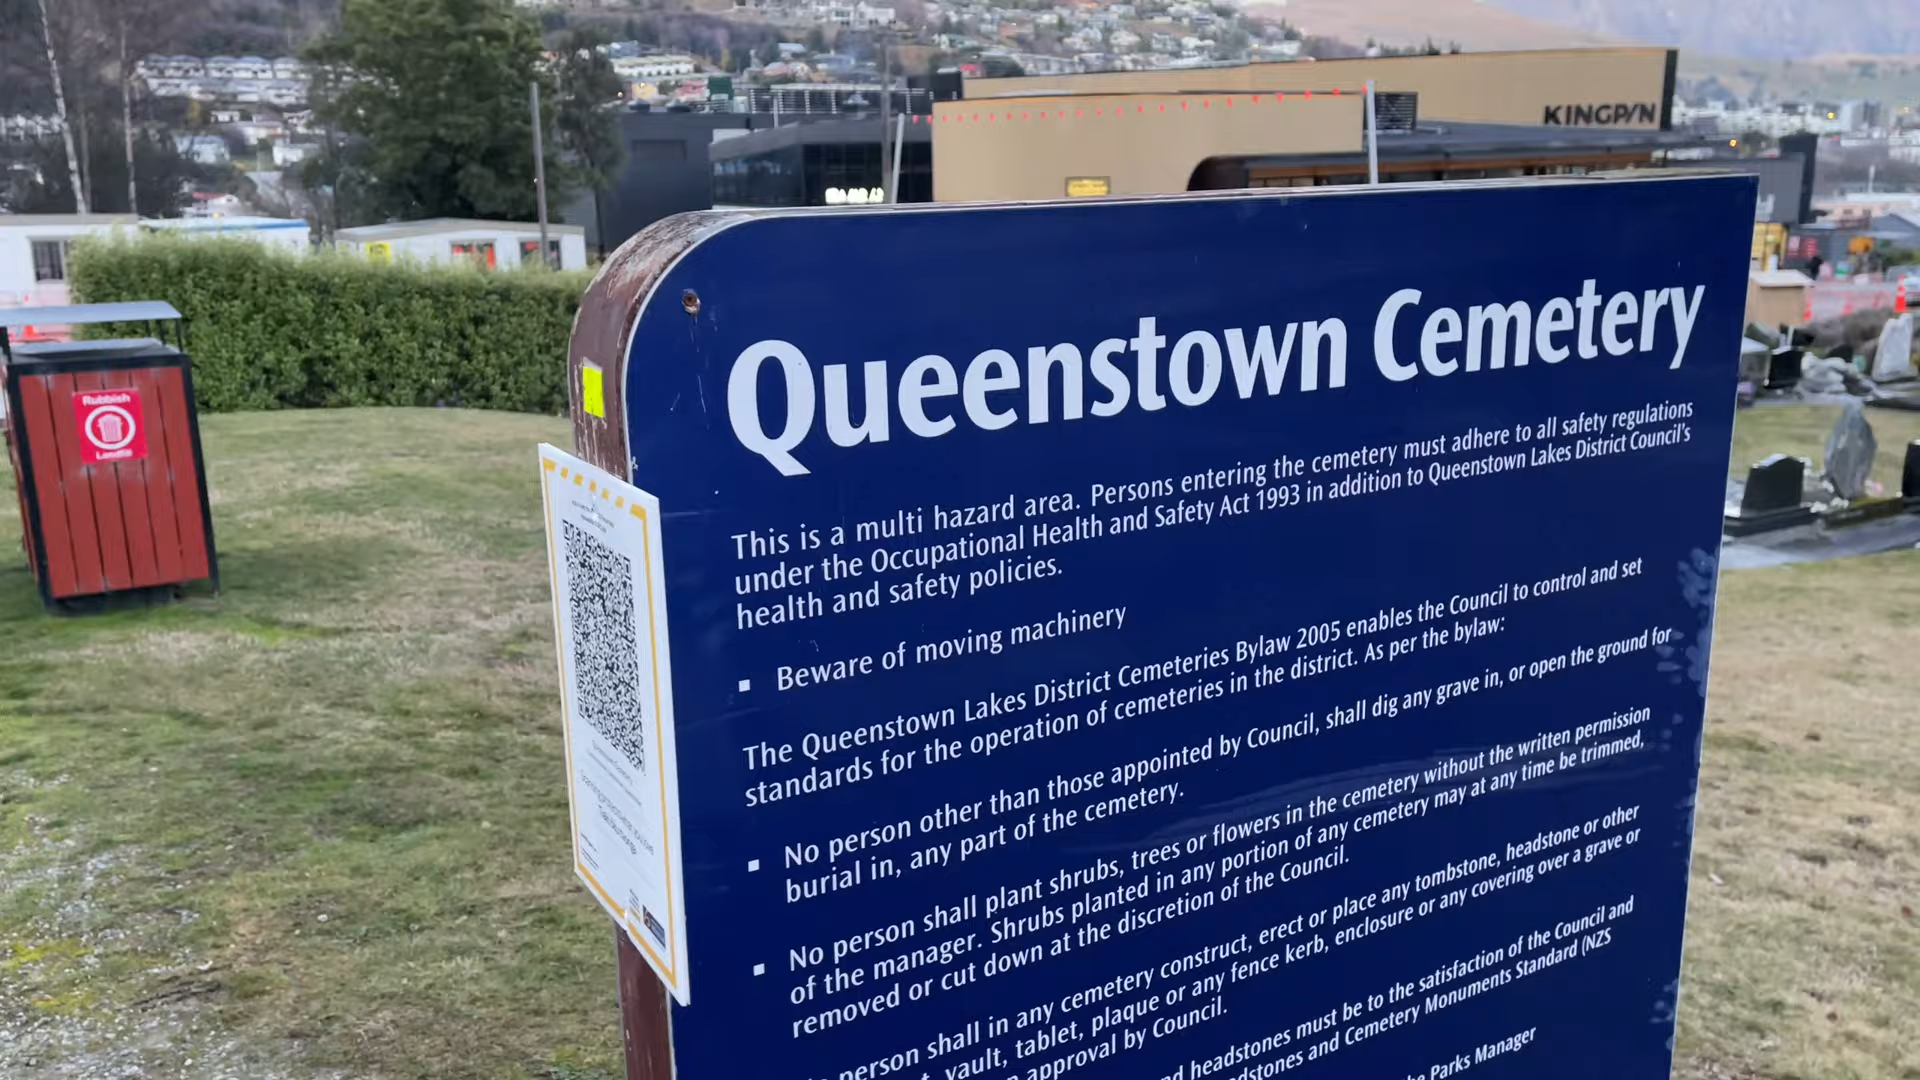 KINGP/N
Rubbish
Landfill
Queenstown Cemetery
This is a multi hazard area. Persons entering the cemetery must adhere to all safety regulations
under the Occupational Health and Safety Act 1993 in addition to Queenstown Lakes District Council's
health and safety policies.
▪ Beware of moving machinery
The Queenstown Lakes District Cemeteries Bylaw 2005 enables the Council to control and set
standards for the operation of cemeteries in the district. As per the bylaw:
▪ No person other than those appointed by Council, shall dig any grave in, or open the ground for
burial in, any part of the cemetery.
▪ No person shall plant shrubs, trees or flowers in the cemetery without the written permission
of the manager. Shrubs planted in any portion of any cemetery may at any time be trimmed,
removed or cut down at the discretion of the Council.
person shall in any cemetery construct, erect or place any tombstone, headstone or other
vault, tablet, plaque or any fence kerb, enclosure or any covering over a grave or
approval by Council.
headstones must be to the satisfaction of the Council and
and Cemetery Monuments Standard (NZS
Parks Manager